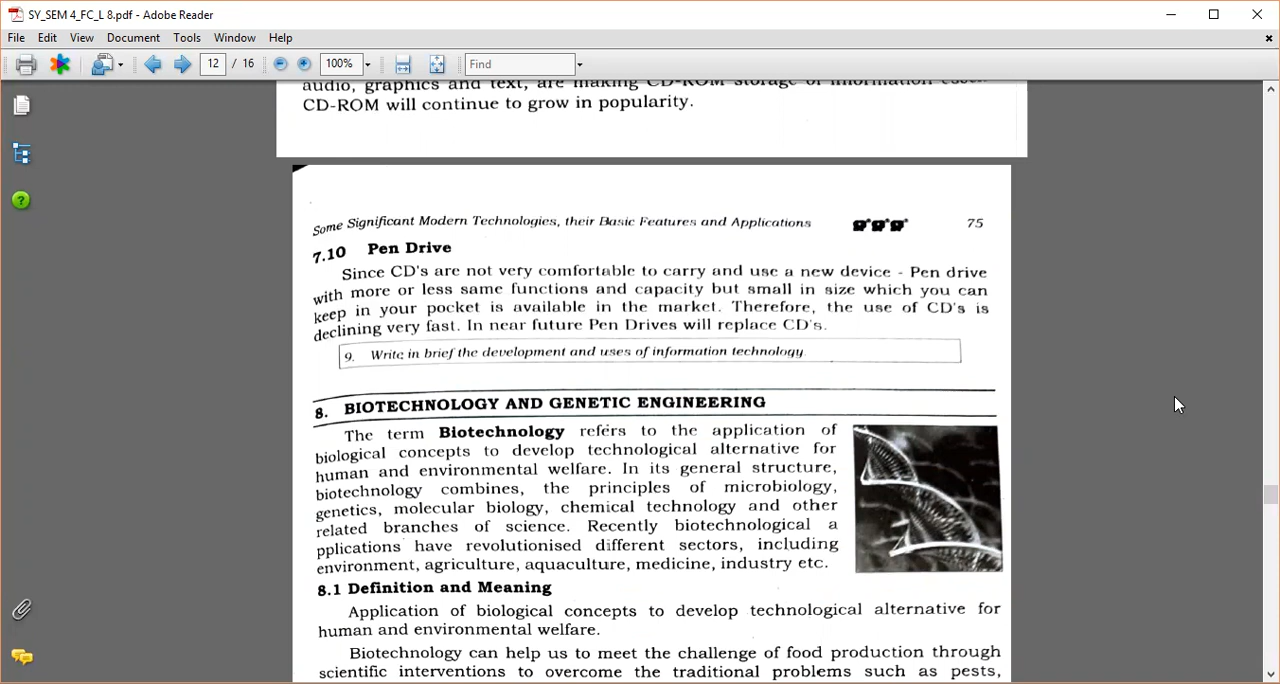 SY_SEM 4_FC_L 8.pdf - Adobe Reader
File Edit View Document Tools Window Help
12 / 16 100% Find
audio, graphics and text, are making CD-ROM storage of information
CD-ROM will continue to grow in popularity.
Some Significant Modern Technologies, their Basic Features and Applications 75
7.10 Pen Drive
Since CD's are not very comfortable to carry and use a new device - Pen drive
with more or less same functions and capacity but small in size which you can
keep in your pocket is available in the market. Therefore, the use of CD's is
declining very fast. In near future Pen Drives will replace CD's.
9. Write in brief the development and uses of information technology.
8. BIOTECHNOLOGY AND GENETIC ENGINEERING
The term Biotechnology refers to the application of
biological concepts to develop technological alternative for
human and environmental welfare. In its general structure,
biotechnology combines, the principles of microbiology,
genetics, molecular biology, chemical technology and other
related branches of science. Recently biotechnological a
pplications have revolutionised different sectors, including
environment, agriculture, aquaculture, medicine, industry etc.
8.1 Definition and Meaning
Application of biological concepts to develop technological alternative for
human and environmental welfare.
Biotechnology can help us to meet the challenge of food production through
scientific interventions to overcome the traditional problems such as pests,